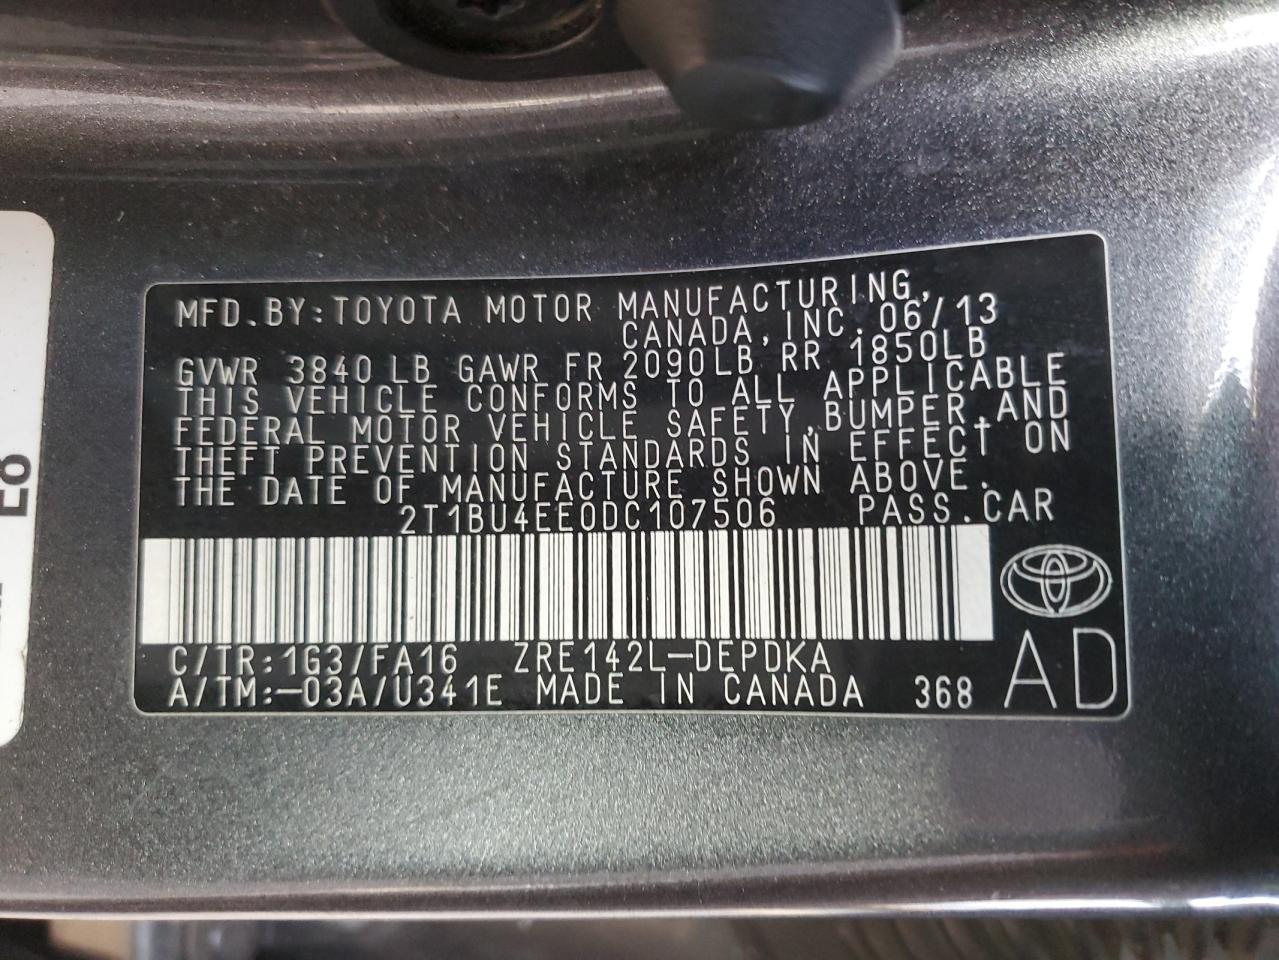 MFD.BY:TOYOTA MOTOR MANUFACTURING,
CANADA,INC.06/13
GVWR 3840LB GAWR FR 2090LB RR 1850LB
THIS VEHICLE CONFORMS TO ALL APPLICABLE
FEDERAL MOTOR VEHICLE SAFETY,BUMPER,AND
THEFT PREVENTION STANDARDS IN EFFECT ON
THE DATE OF MANUFACTURE SHOWN ABOVE.
2T1BU4EE0DC107506 PASS.CAR
C/TR:1G3/FA16 ZRE142L-DEPDKA
A/TM:-03A/U341E MADE IN CANADA 368
AD
E8